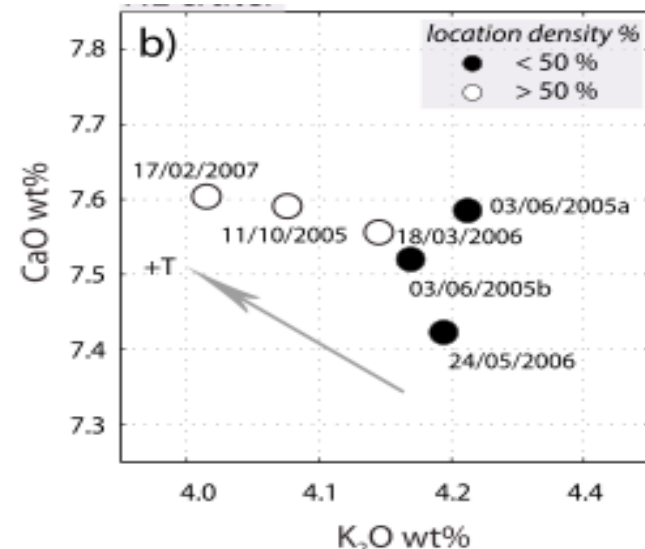 b)
location density %
< 50 %
> 50 %
7.8
7.7
7.6
7.5
7.4
7.3
CaO wt%
17/02/2007
11/10/2005
18/03/2006
03/06/2005a
03/06/2005b
24/05/2006
+T
4.0
4.1
4.2
4.4
K₂O wt%